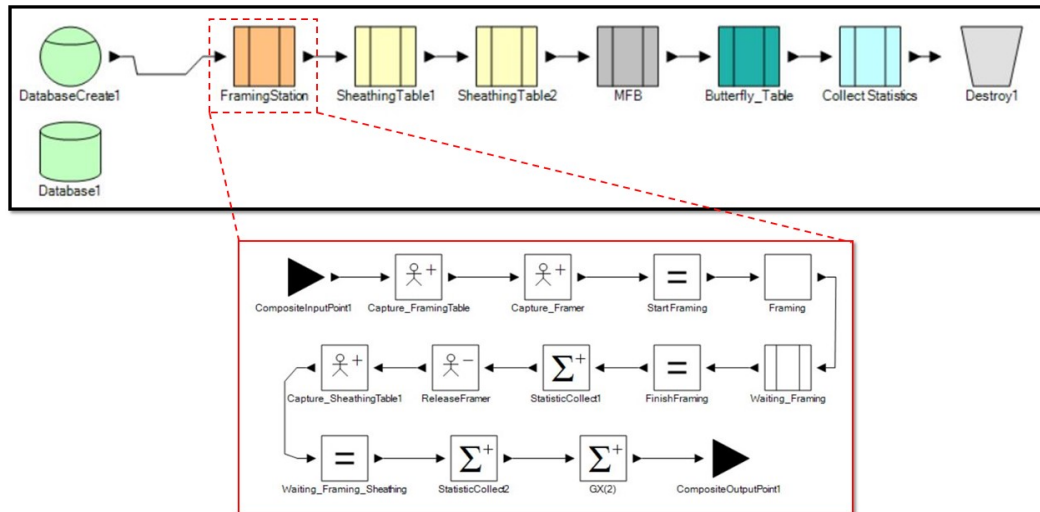 DatabaseCreate1
FramingStation
SheathingTable1
SheathingTable2
MFB
Butterfly_Table
Collect Statistics
Destroy1
Database1
CompositeInputPoint1
Capture_FramingTable
Capture_Framer
StartFraming
Framing
Capture_SheathingTable1
ReleaseFramer
StatisticCollect1
FinishFraming
Waiting_Framing
Waiting_Framing_Sheathing
StatisticCollect2
GX(2)
CompositeOutputPoint1